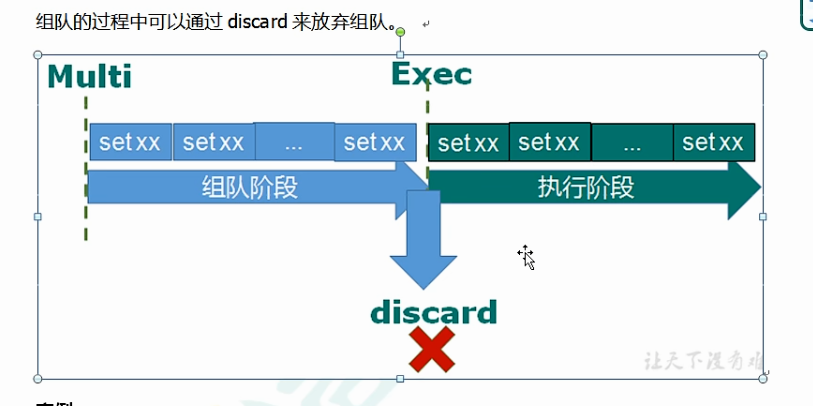 组队的过程中可以通过 discard 来放弃组队。
Multi
Exec
set xx set xx ... set xx set xx set xx ... set xx
组队阶段 执行阶段
discard
让天下没有难